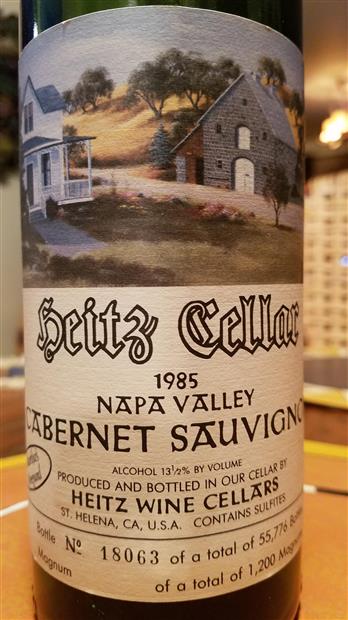 Heitz Cellar
1985
NAPA VALLEY
CABERNET SAUVIGNO
ALCOHOL 13½% BY VOLUME
PRODUCED AND BOTTLED IN OUR CELLAR BY
HEITZ WINE CELLARS
ST. HELENA, CA, U.S.A. CONTAINS SULFITES
Bottle Nº 18063 of a total of 55,776 Bottles
Magnum of a total of 1,200 Magnum